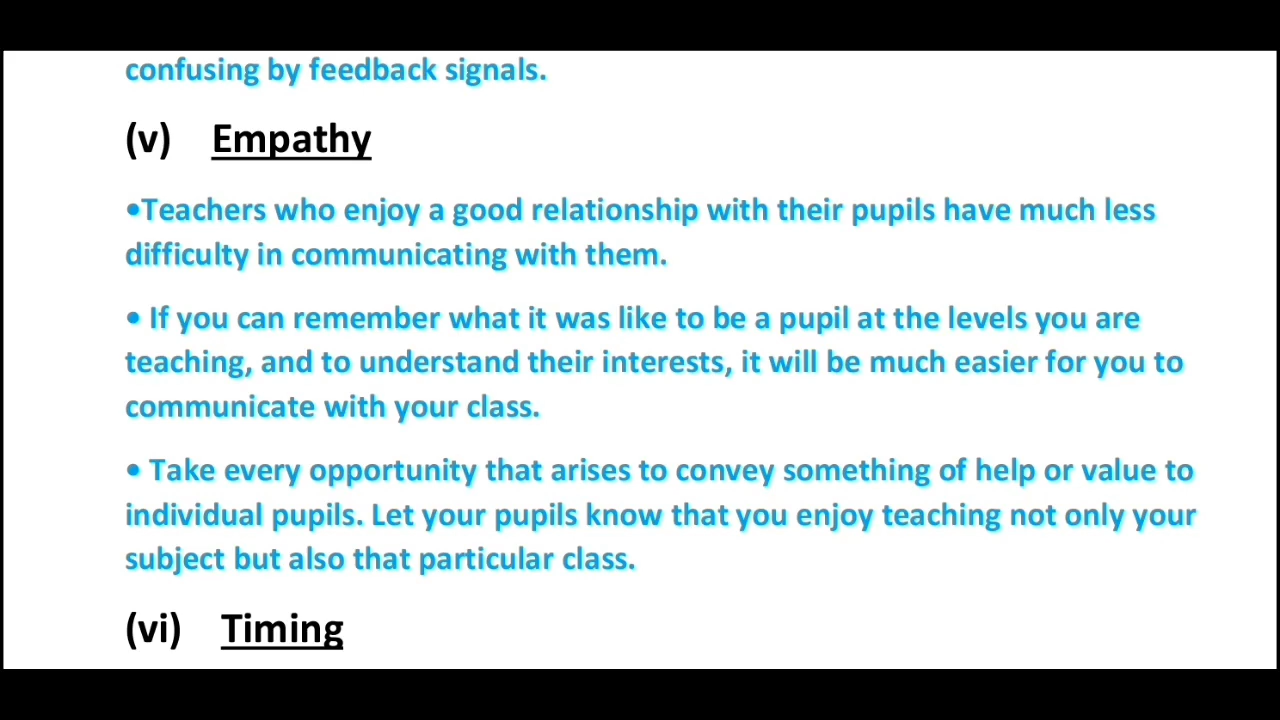 confusing by feedback signals.
(v) Empathy
•Teachers who enjoy a good relationship with their pupils have much less
difficulty in communicating with them.
• If you can remember what it was like to be a pupil at the levels you are
teaching, and to understand their interests, it will be much easier for you to
communicate with your class.
• Take every opportunity that arises to convey something of help or value to
individual pupils. Let your pupils know that you enjoy teaching not only your
subject but also that particular class.
(vi) Timing